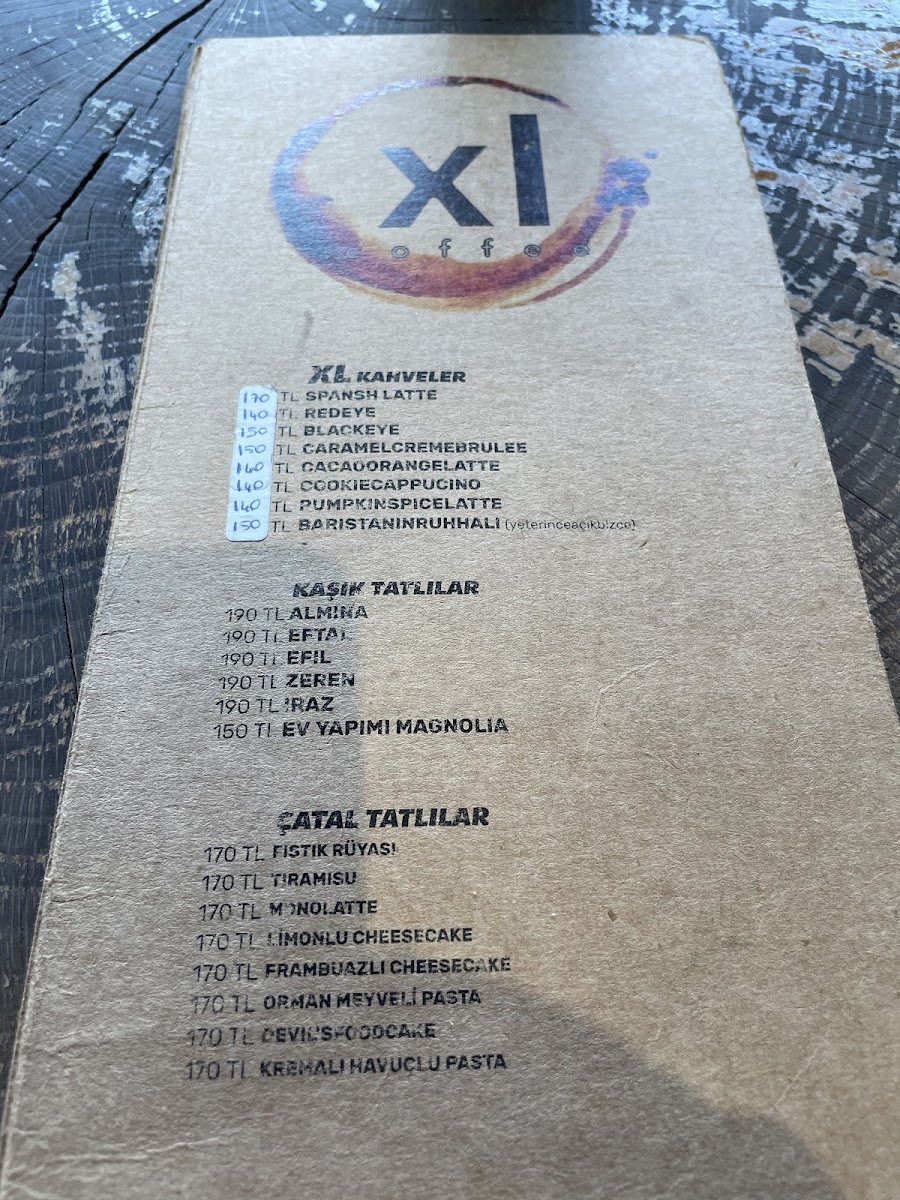 xl
coffee
XL KAHVELER
170 TL SPANSH LATTE
140 TL REDEYE
150 TL BLACKEYE
150 TL CARAMELCREMEBRULEE
160 TL CACAOORANGELATTE
140 TL COOKIECAPPUCINO
140 TL PUMPKINSPICELATTE
150 TL BARISTANINRUHHALI (yeterinceaçıkbizce)
KAŞIK TATLILAR
190 TL ALMINA
190 TL EFTAL
190 TL EFIL
190 TL ZEREN
190 TL IRAZ
150 TL EV YAPIMI MAGNOLIA
ÇATAL TATLILAR
170 TL FISTIK RÜYASI
170 TL TIRAMISU
170 TL MONOLATTE
170 TL LİMONLU CHEESECAKE
170 TL FRAMBUAZLI CHEESECAKE
170 TL ORMAN MEYVELİ PASTA
170 TL DEVIL'SFOODCAKE
170 TL KREMALI HAVUÇLU PASTA